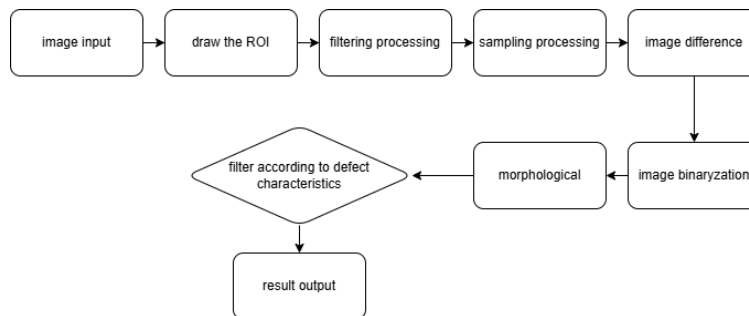 image input
draw the ROI
filtering processing
sampling processing
image difference
filter according to defect
characteristics
morphological
image binaryzation
result output